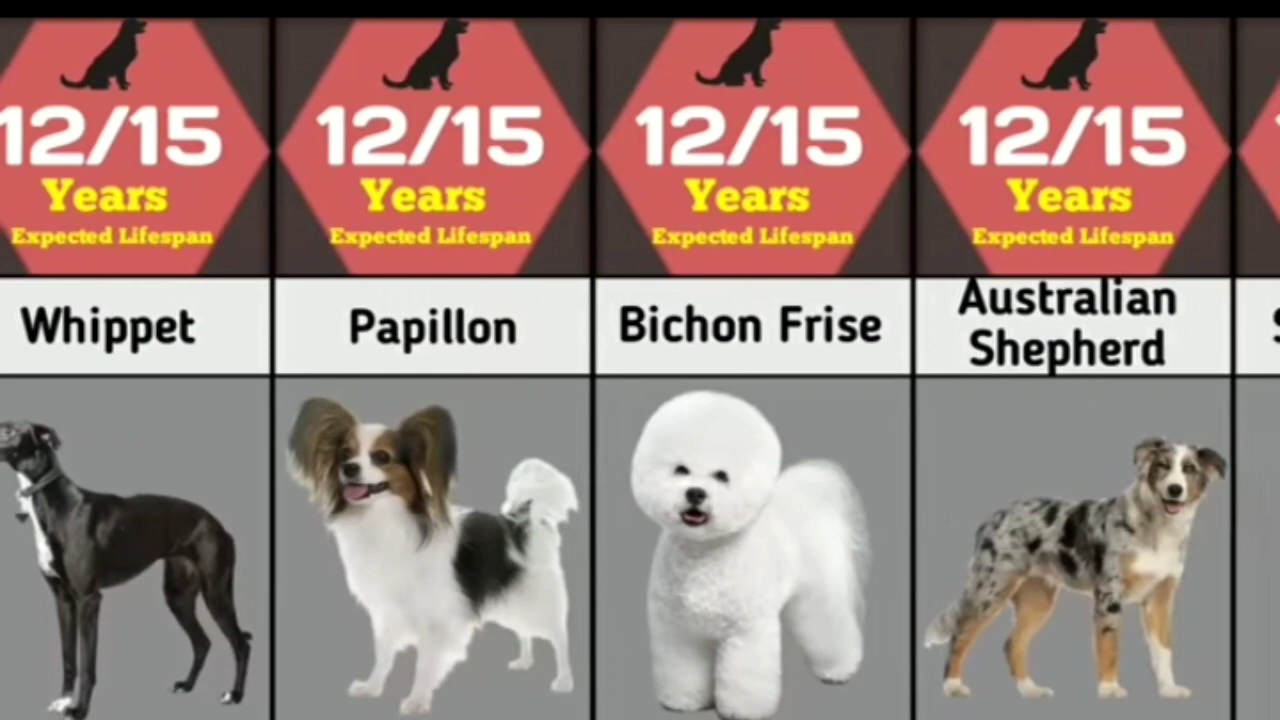 12/15
Years
Expected Lifespan
Whippet
12/15
Years
Expected Lifespan
Papillon
12/15
Years
Expected Lifespan
Bichon Frise
12/15
Years
Expected Lifespan
Australian
Shepherd